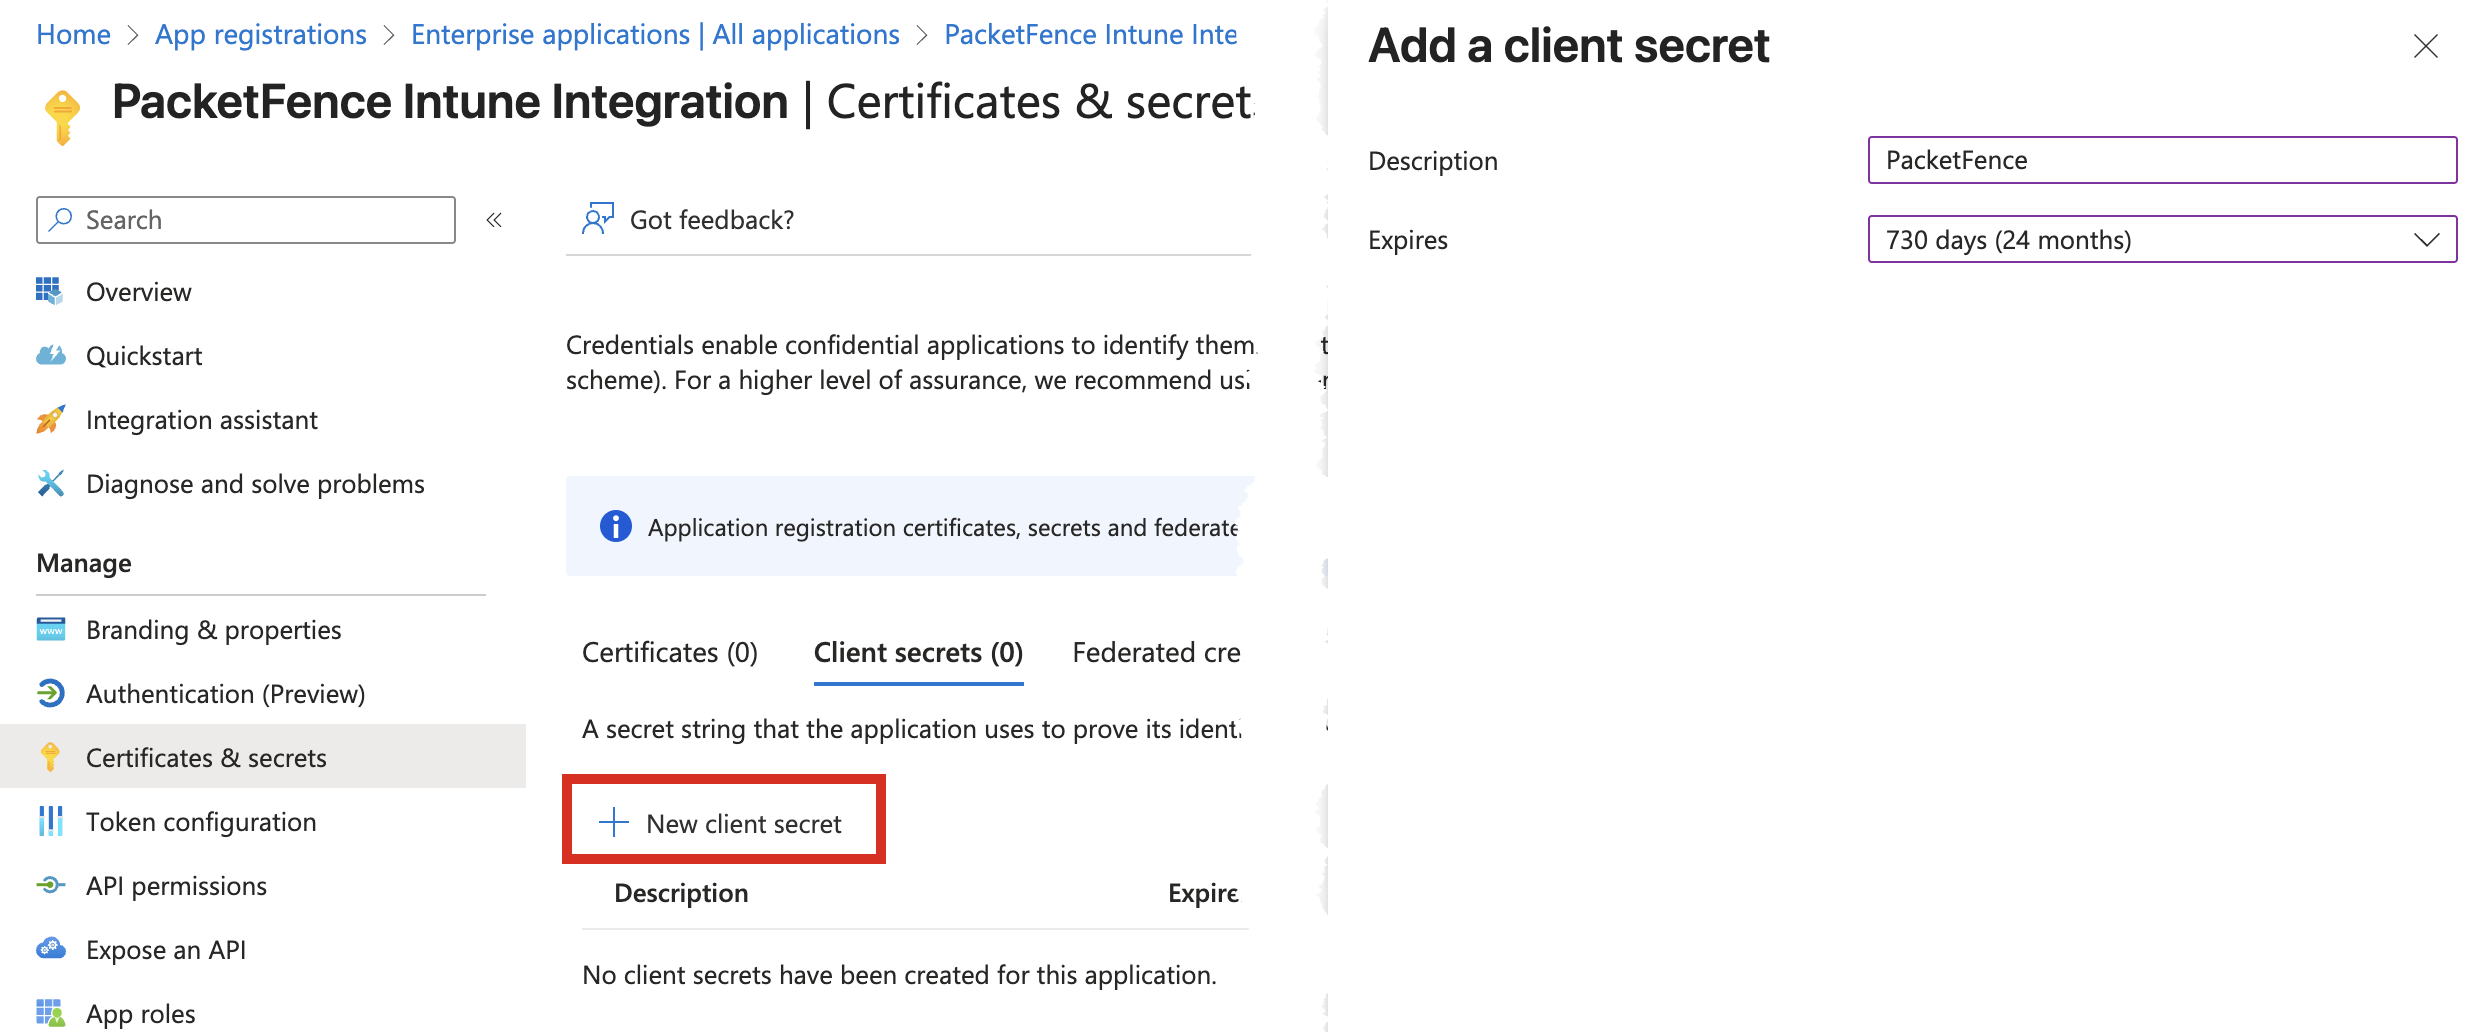 Home > App registrations > Enterprise applications | All applications > PacketFence Intune Inte
PacketFence Intune Integration | Certificates & secret
Search
«
Overview
Quickstart
Integration assistant
Diagnose and solve problems
Manage
Branding & properties
Authentication (Preview)
Certificates & secrets
Token configuration
API permissions
Expose an API
App roles
Got feedback?
Credentials enable confidential applications to identify them
scheme). For a higher level of assurance, we recommend
Application registration certificates, secrets and federate
Certificates (0) Client secrets (0) Federated cre
A secret string that the application uses to prove its
New client secret
Description Expire
No client secrets have been created for this application.
Add a client secret
Description PacketFence
Expires 730 days (24 months)